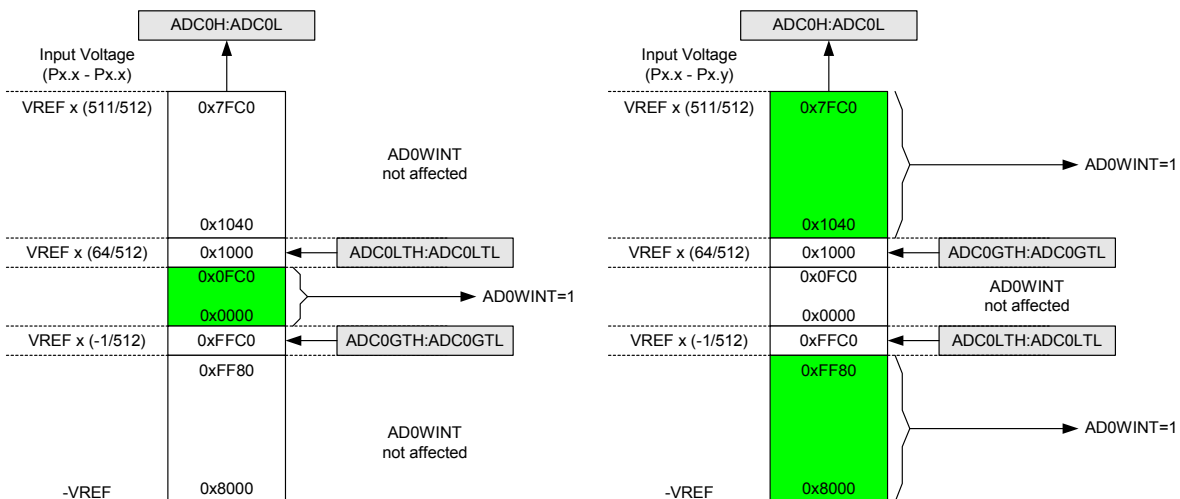 ADC0H:ADC0L
Input Voltage
(Px.x - Px.x)
VREF x (511/512)
0x7FC0
AD0WINT
not affected
0x1040
VREF x (64/512)
0x1000
ADC0LTH:ADC0LTL
0x0FC0
AD0WINT=1
0x0000
VREF x (-1/512)
0xFFC0
ADC0GTH:ADC0GTL
0xFF80
AD0WINT
not affected
-VREF
0x8000
ADC0H:ADC0L
Input Voltage
(Px.x - Px.y)
VREF x (511/512)
0x7FC0
AD0WINT=1
0x1040
VREF x (64/512)
0x1000
ADC0GTH:ADC0GTL
0x0FC0
AD0WINT
not affected
0x0000
VREF x (-1/512)
0xFFC0
ADC0LTH:ADC0LTL
0xFF80
AD0WINT=1
-VREF
0x8000